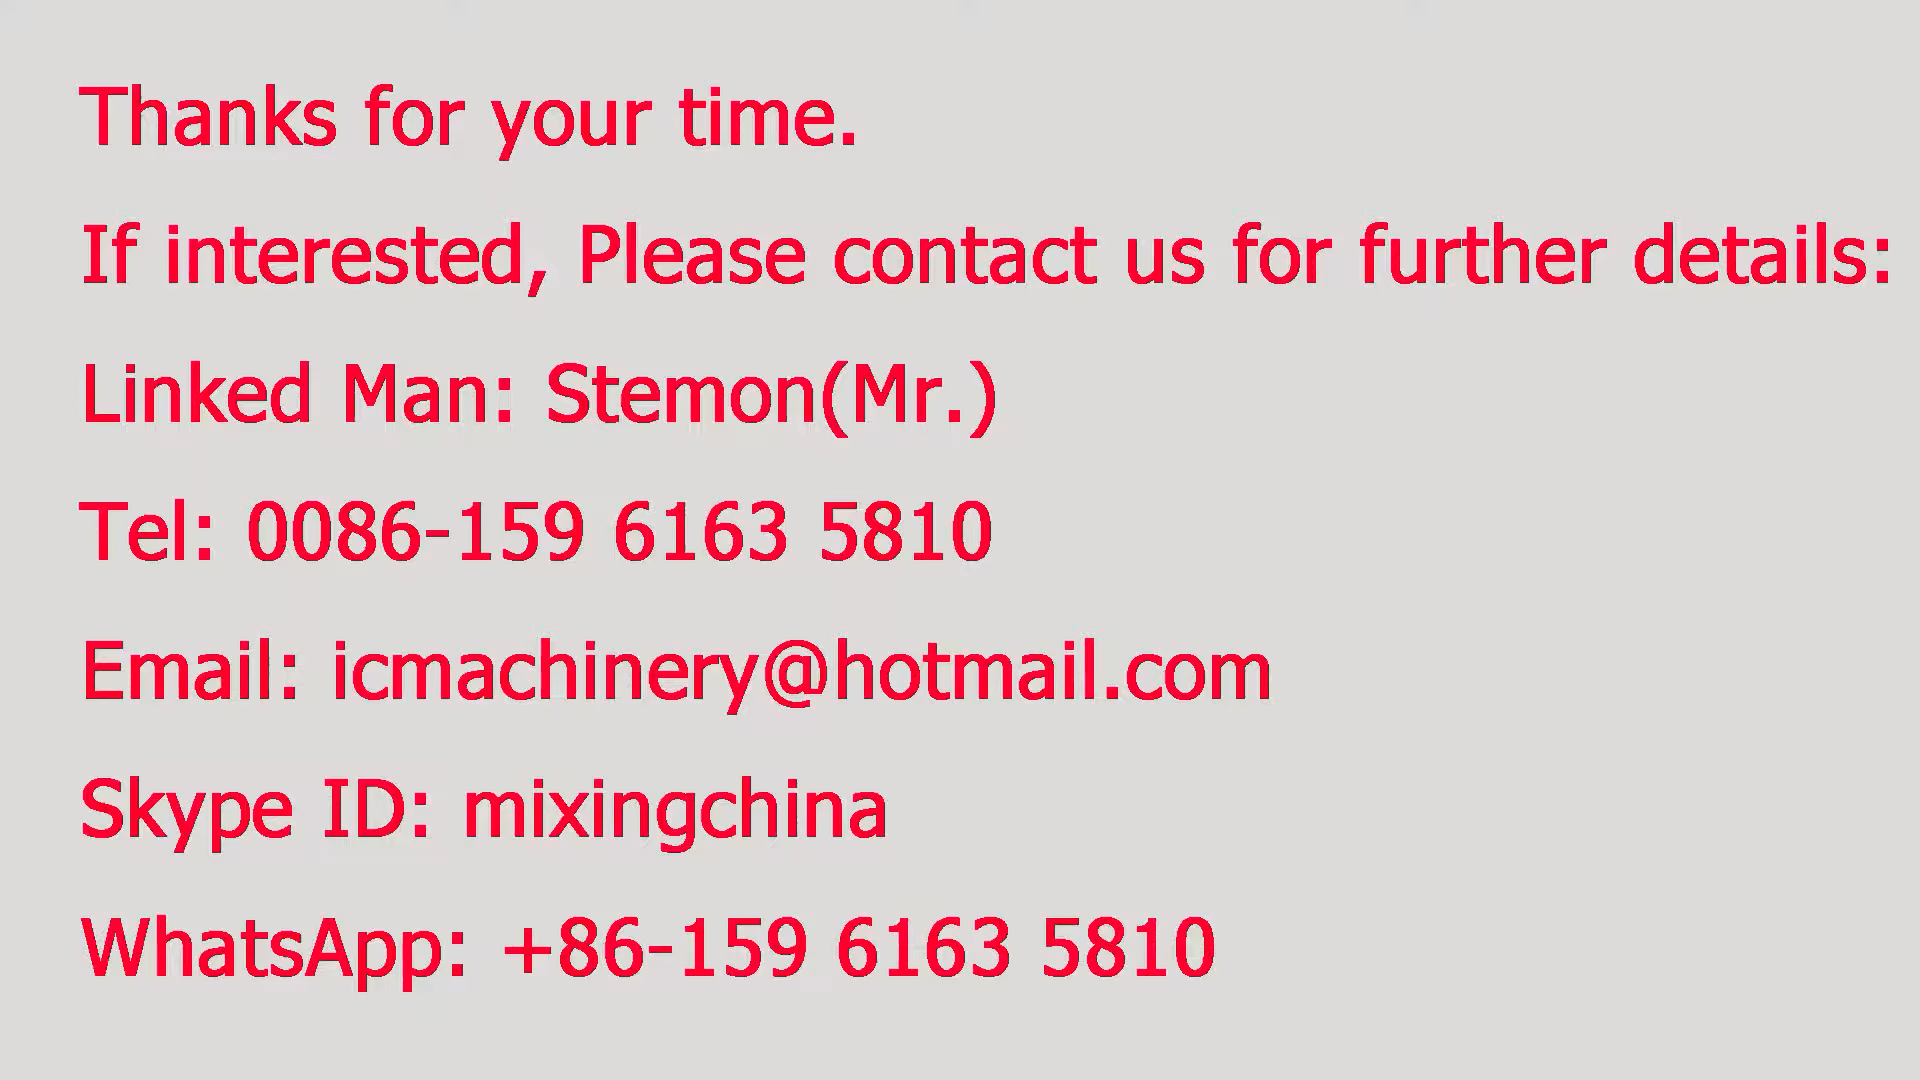 Thanks for your time.
If interested, Please contact us for further details:
Linked Man: Stemon(Mr.)
Tel: 0086-159 6163 5810
Email: icmachinery@hotmail.com
Skype ID: mixingchina
WhatsApp: +86-159 6163 5810